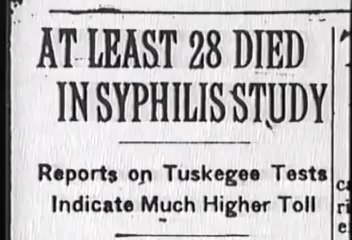 AT LEAST 28 DIED
IN SYPHILIS STUDY
Reports on Tuskegee Tests
Indicate Much Higher Toll